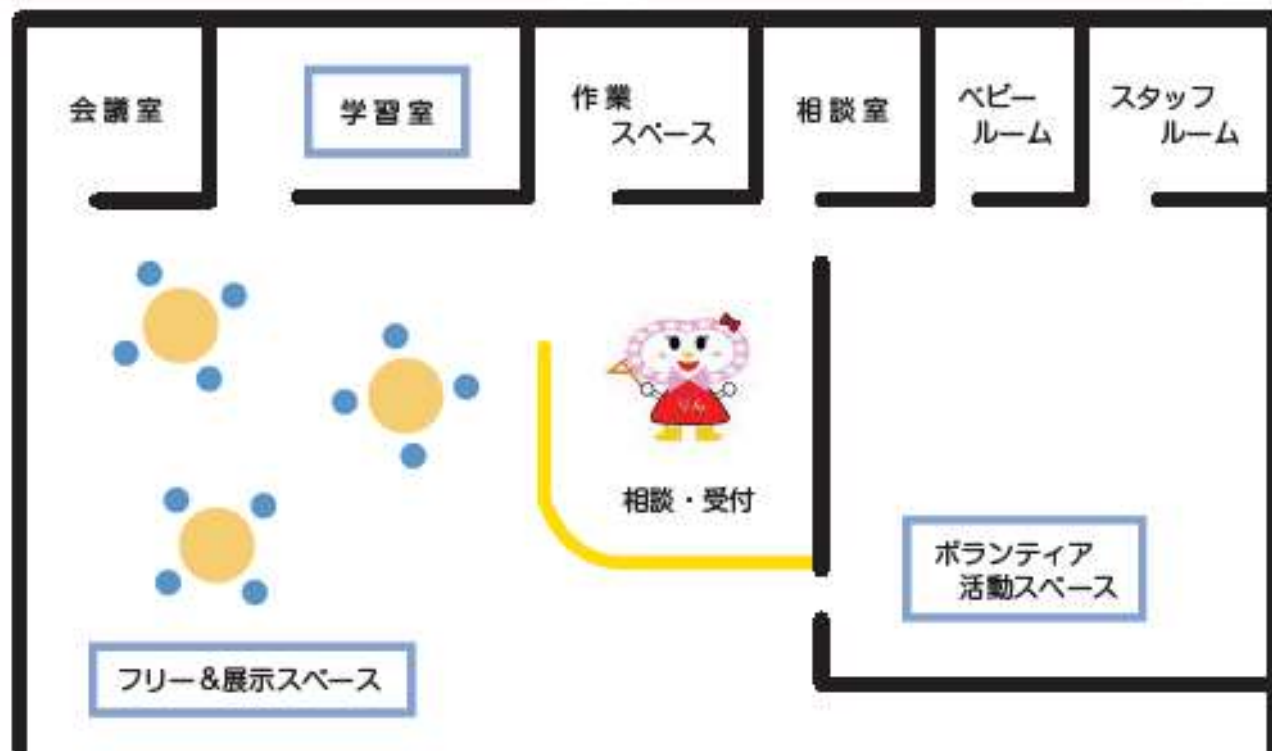 会議室
学習室
作業
スペース
相談室
ベビー
ルーム
スタッフ
ルーム
相談・受付
ボランティア
活動スペース
フリー&展示スペース